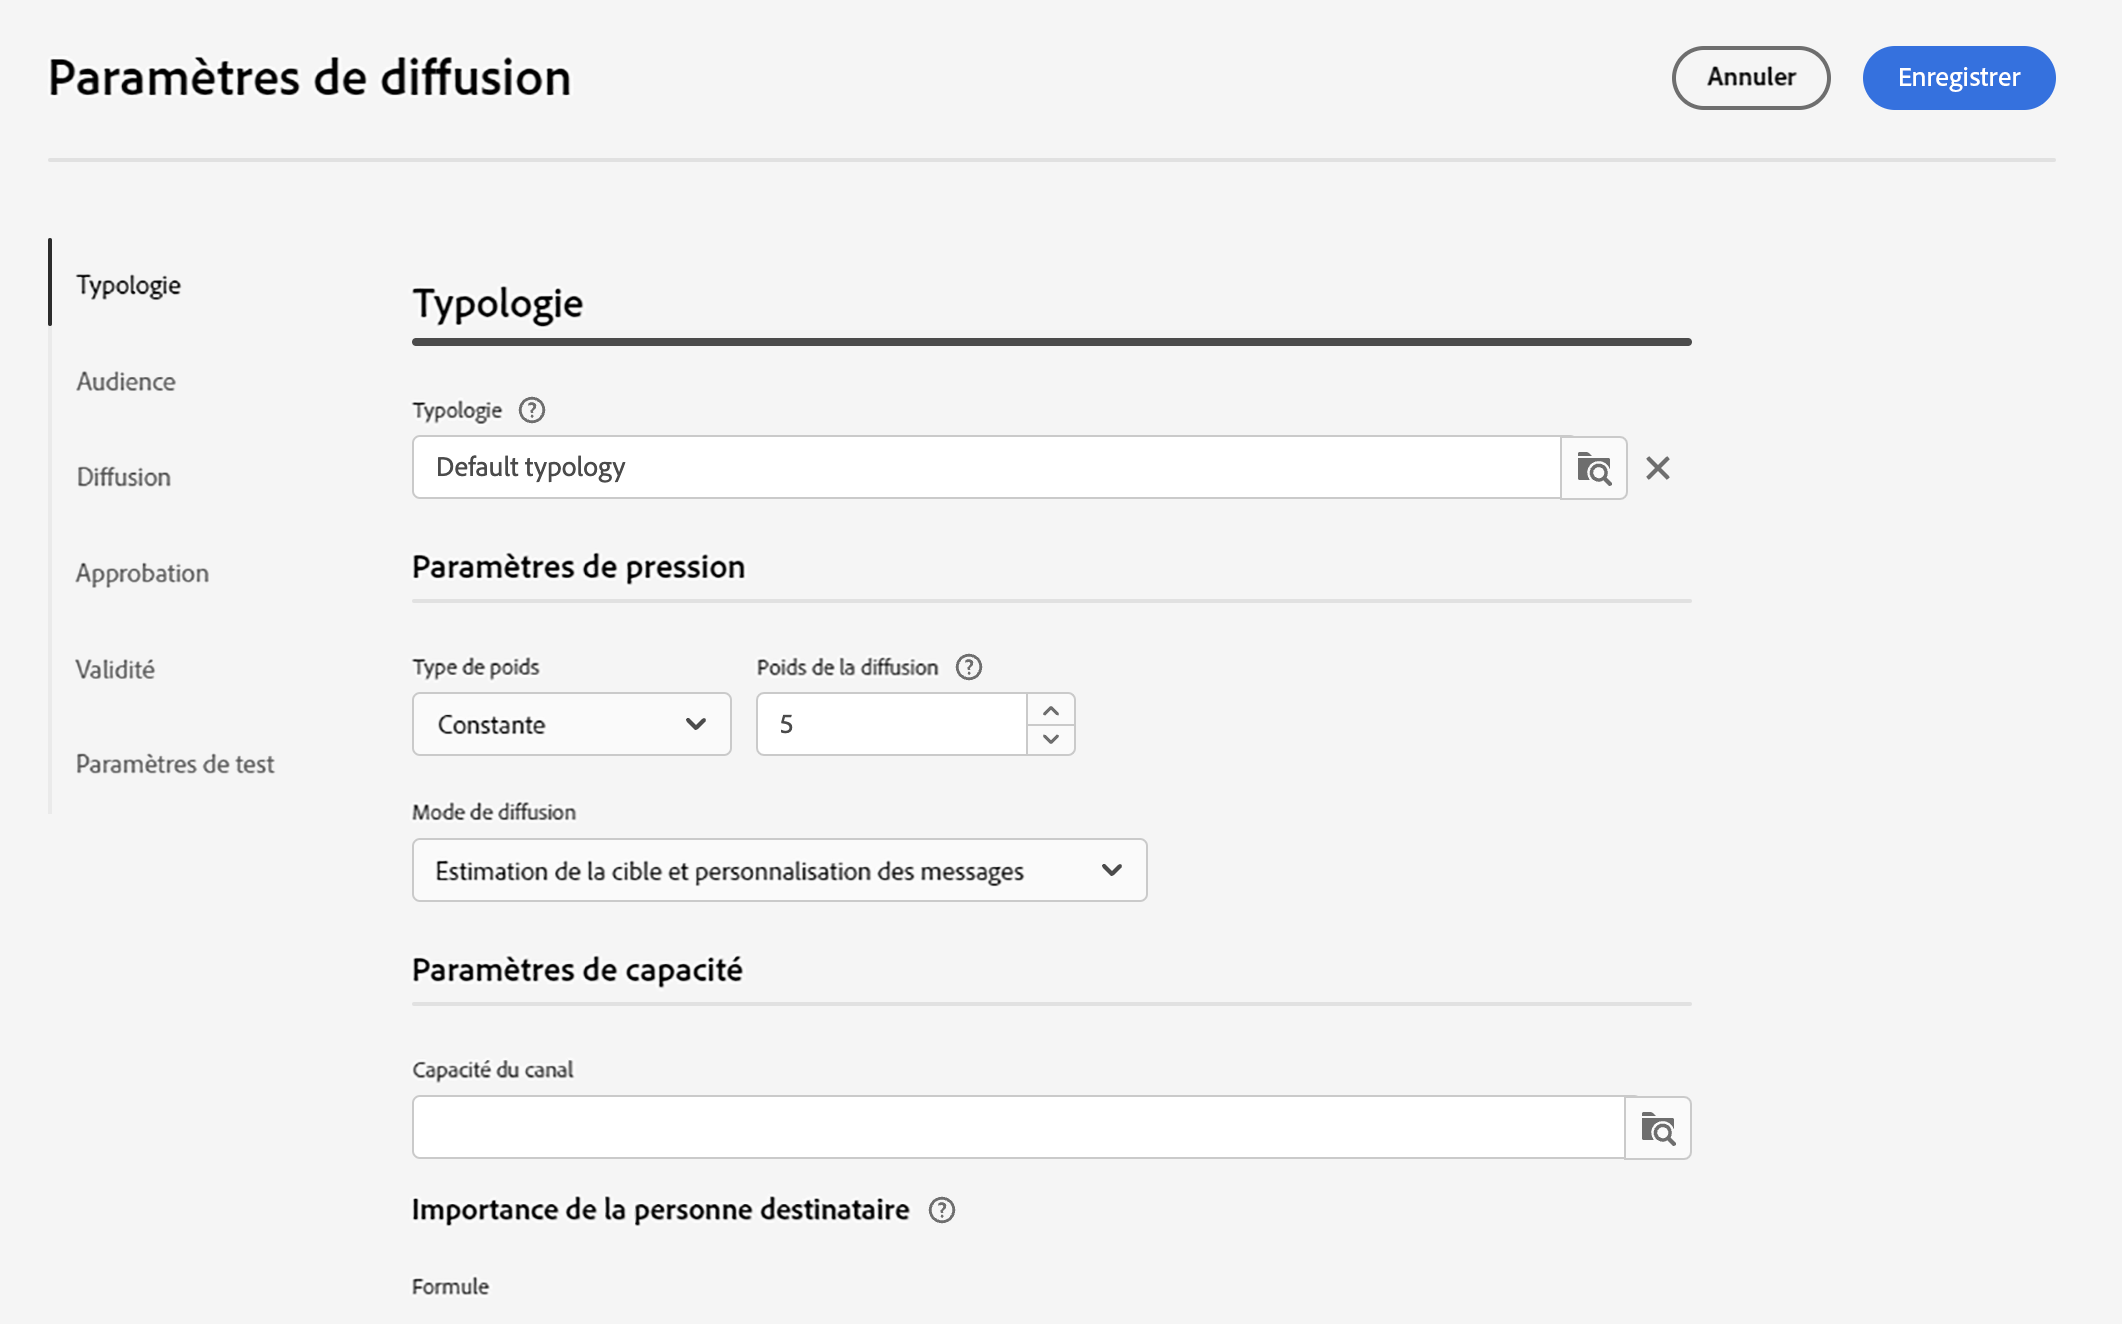 Paramètres de diffusion
Annuler
Enregistrer
Typologie
Audience
Diffusion
Approbation
Validité
Paramètres de test
Typologie
Typologie
Default typology
Paramètres de pression
Type de poids
Poids de la diffusion
Constante
5
Mode de diffusion
Estimation de la cible et personnalisation des messages
Paramètres de capacité
Capacité du canal
Importance de la personne destinataire
Formule